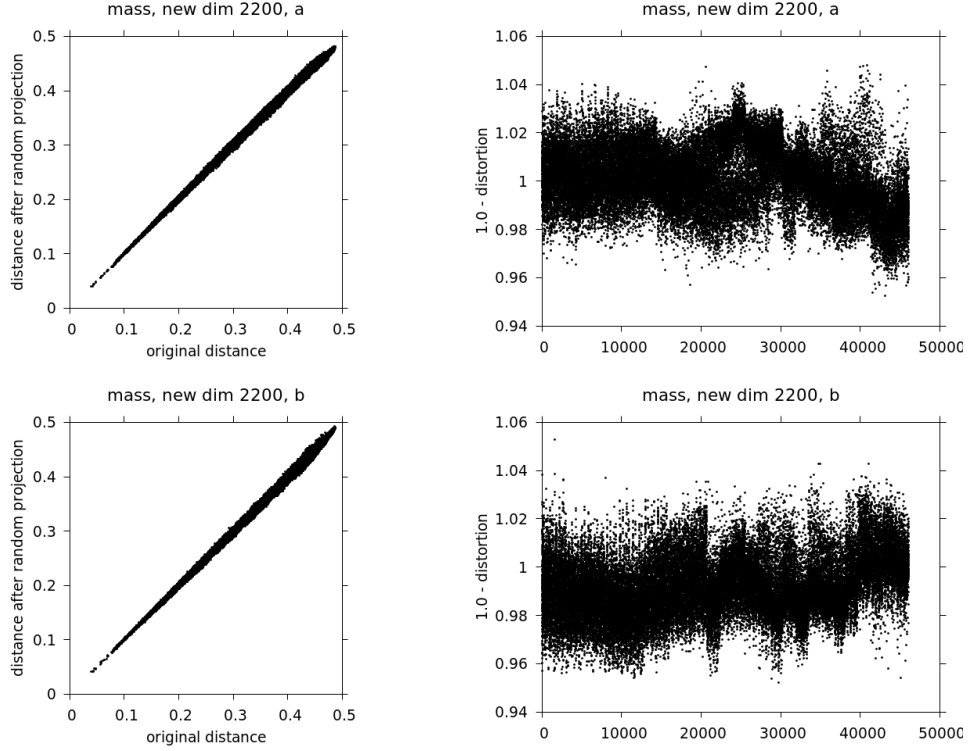 mass, new dim 2200, a
distance after random projection
0.5
0.4
0.3
0.2
0.1
0
0 0.1 0.2 0.3 0.4 0.5
original distance
mass, new dim 2200, a
1.0 - distortion
1.06
1.04
1.02
1
0.98
0.96
0.94
0 10000 20000 30000 40000 50000
mass, new dim 2200, b
distance after random projection
0.5
0.4
0.3
0.2
0.1
0
0 0.1 0.2 0.3 0.4 0.5
original distance
mass, new dim 2200, b
1.0 - distortion
1.06
1.04
1.02
1
0.98
0.96
0.94
0 10000 20000 30000 40000 50000